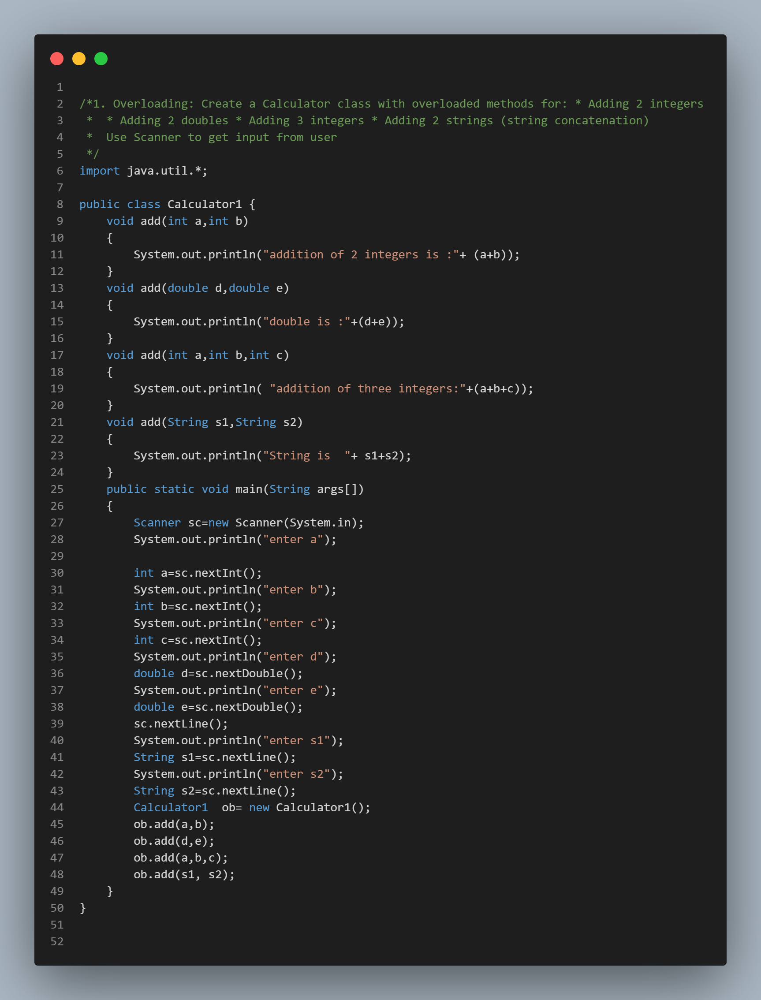 1
2 /*1. Overloading: Create a Calculator class with overloaded methods for: * Adding 2 integers
3  *  * Adding 2 doubles * Adding 3 integers * Adding 2 strings (string concatenation)
4  *  Use Scanner to get input from user
5  */
6 import java.util.*;
7
8 public class Calculator1 {
9     void add(int a,int b)
10     {
11         System.out.println("addition of 2 integers is :"+ (a+b));
12     }
13     void add(double d,double e)
14     {
15         System.out.println("double is :"+(d+e));
16     }
17     void add(int a,int b,int c)
18     {
19         System.out.println( "addition of three integers:"+(a+b+c));
20     }
21     void add(String s1,String s2)
22     {
23         System.out.println("String is  "+ s1+s2);
24     }
25     public static void main(String args[])
26     {
27         Scanner sc=new Scanner(System.in);
28         System.out.println("enter a");
29
30         int a=sc.nextInt();
31         System.out.println("enter b");
32         int b=sc.nextInt();
33         System.out.println("enter c");
34         int c=sc.nextInt();
35         System.out.println("enter d");
36         double d=sc.nextDouble();
37         System.out.println("enter e");
38         double e=sc.nextDouble();
39         sc.nextLine();
40         System.out.println("enter s1");
41         String s1=sc.nextLine();
42         System.out.println("enter s2");
43         String s2=sc.nextLine();
44         Calculator1  ob= new Calculator1();
45         ob.add(a,b);
46         ob.add(d,e);
47         ob.add(a,b,c);
48         ob.add(s1, s2);
49     }
50 }
51
52